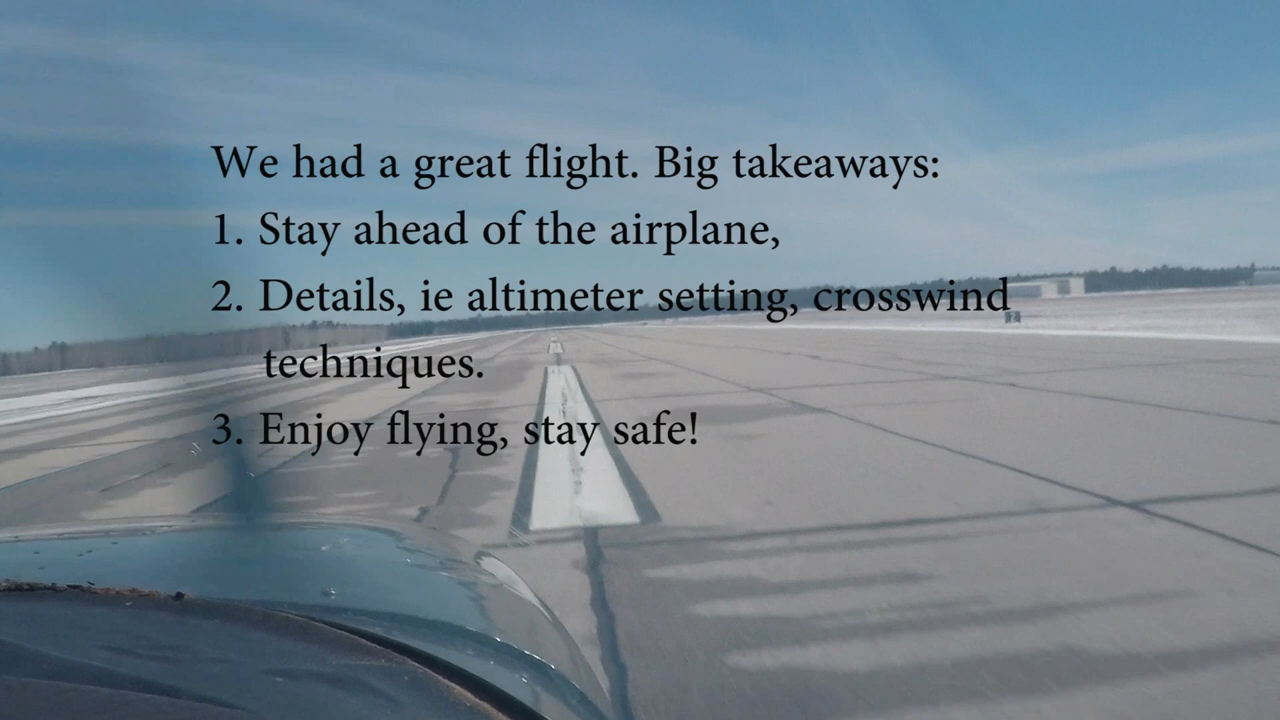 We had a great flight. Big takeaways:
1. Stay ahead of the airplane,
2. Details, ie altimeter setting, crosswind
techniques.
3. Enjoy flying, stay safe!